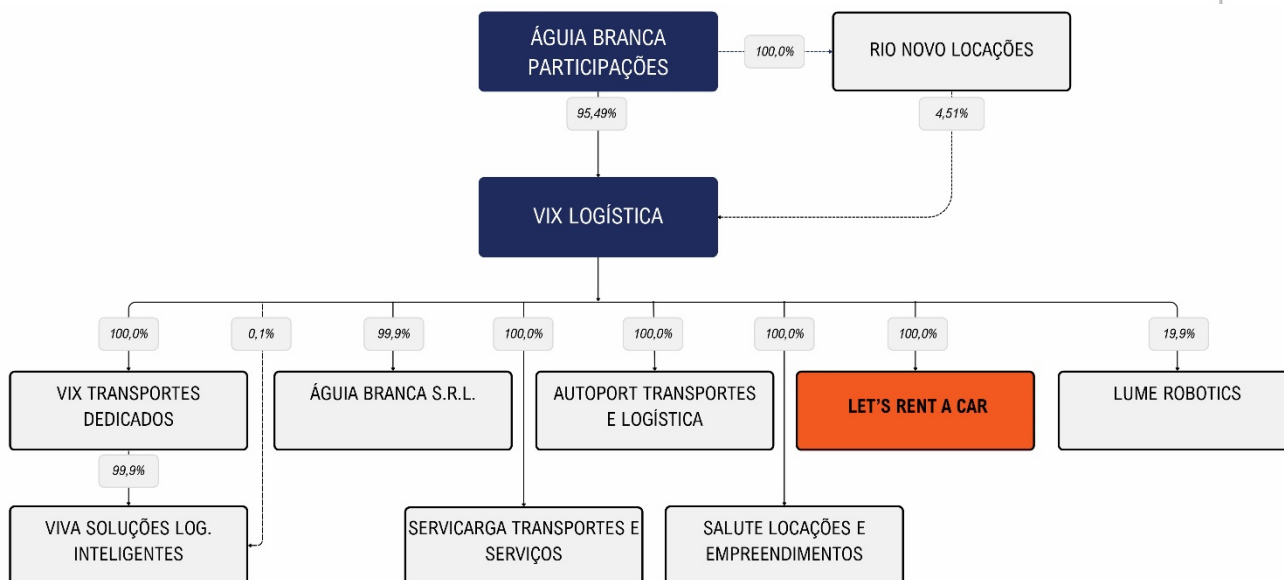 ÁGUIA BRANCA
PARTICIPAÇÕES
100,0%
RIO NOVO LOCAÇÕES
95,49%
4,51%
VIX LOGÍSTICA
100,0%
0,1%
99,9%
100,0%
100,0%
100,0%
100,0%
19,9%
VIX TRANSPORTES
DEDICADOS
ÁGUIA BRANCA S.R.L.
AUTOPORT TRANSPORTES
E LOGÍSTICA
LET'S RENT A CAR
LUME ROBOTICS
99,9%
VIVA SOLUÇÕES LOG.
INTELIGENTES
SERVICARGA TRANSPORTES E
SERVIÇOS
SALUTE LOCAÇÕES E
EMPREENDIMENTOS